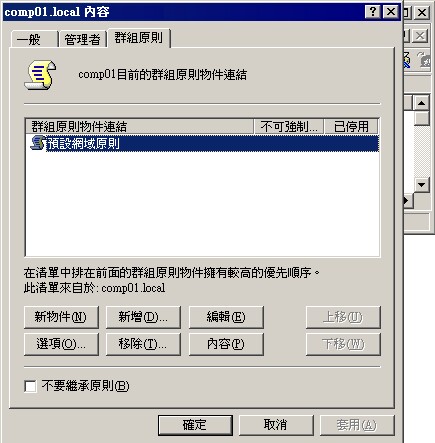 comp01.local 內容
一般
管理者
群組原則
comp01目前的群組原則物件連結
群組原則物件連結
不可強制...
已停用
預設網域原則
在清單中排在前面的群組原則物件擁有較高的優先順序。
此清單來自於: comp01.local
新物件(N)
新增(D)...
編輯(E)
上移(U)
選項(O)...
移除(T)...
內容(P)
下移(W)
不要繼承原則(B)
確定
取消
套用(A)